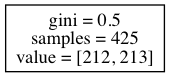 gini = 0.5
samples = 425
value = [212, 213]